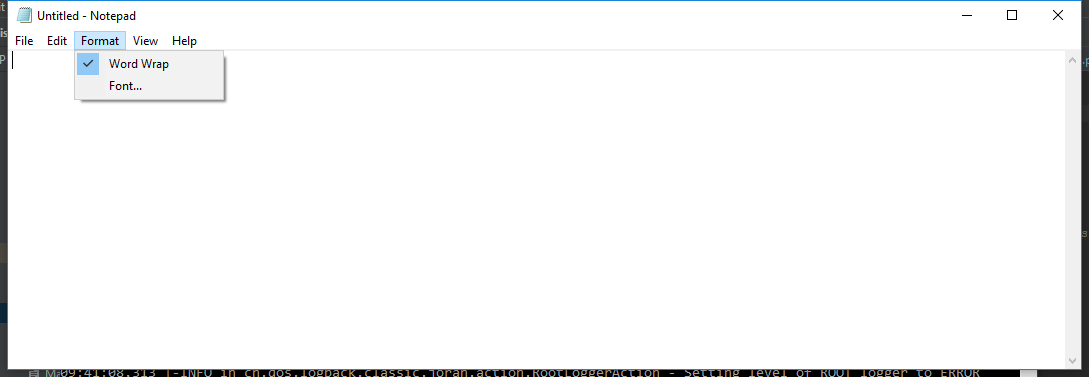 Untitled - Notepad
File Edit Format View Help
Word Wrap
Font...
09:41:08.313 |-INFO in ch.qos.logback.classic.joran.action.RootLoggerAction - Setting level of ROOT logger to ERROR